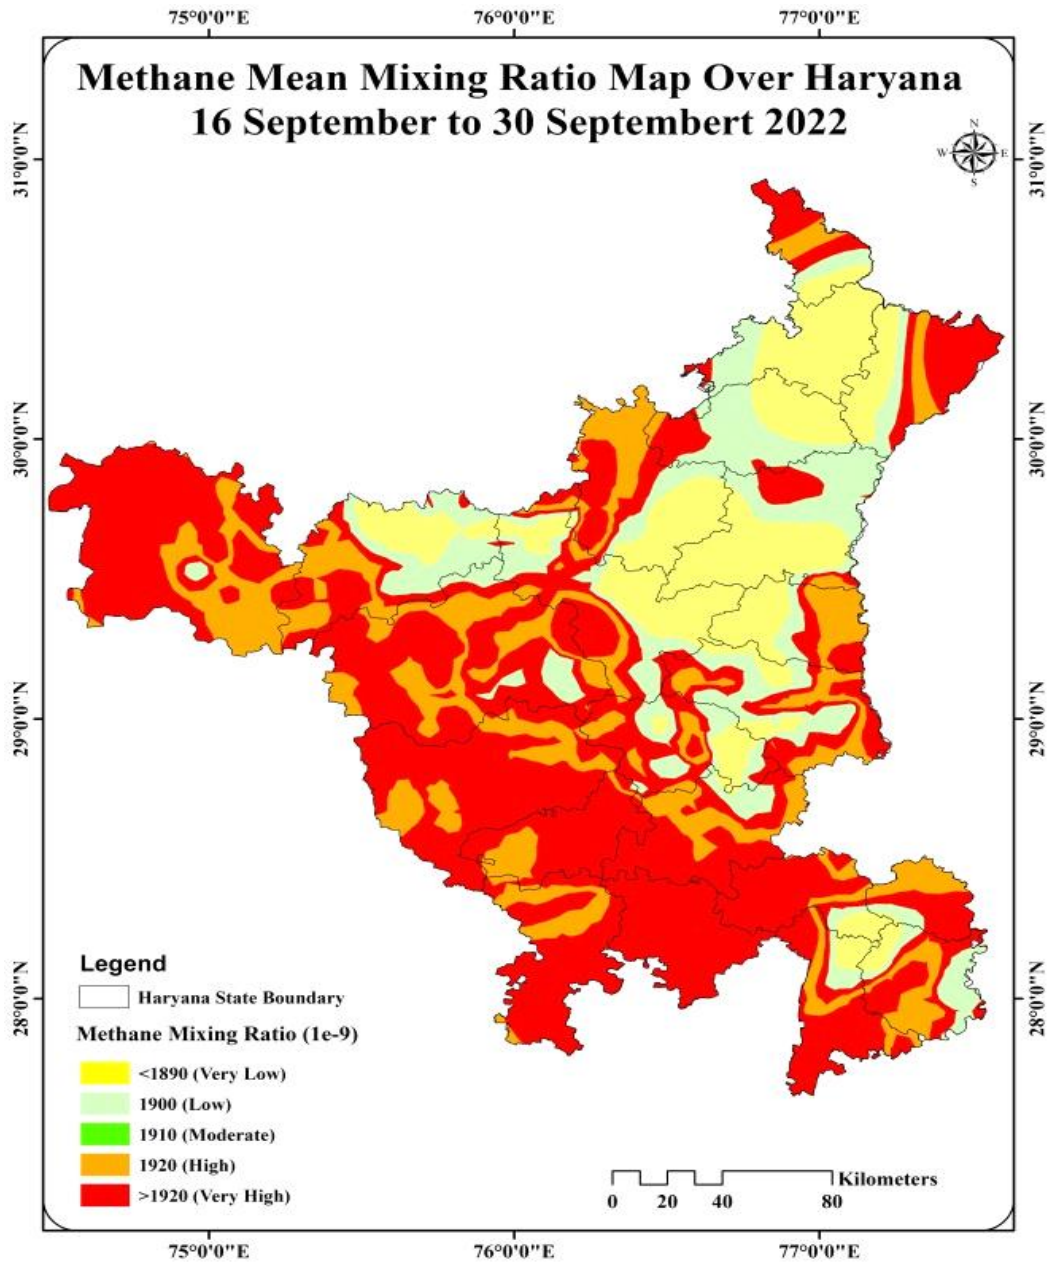 75°0'0"E 76°0'0"E 77°0'0"E
Methane Mean Mixing Ratio Map Over Haryana
16 September to 30 Septembert 2022
N
W E
S
31°0'0"N 31°0'0"N
30°0'0"N 30°0'0"N
29°0'0"N 29°0'0"N
28°0'0"N 28°0'0"N
Legend
Haryana State Boundary
Methane Mixing Ratio (1e-9)
<1890 (Very Low)
1900 (Low)
1910 (Moderate)
1920 (High)
>1920 (Very High)
Kilometers
0 20 40 80
75°0'0"E 76°0'0"E 77°0'0"E